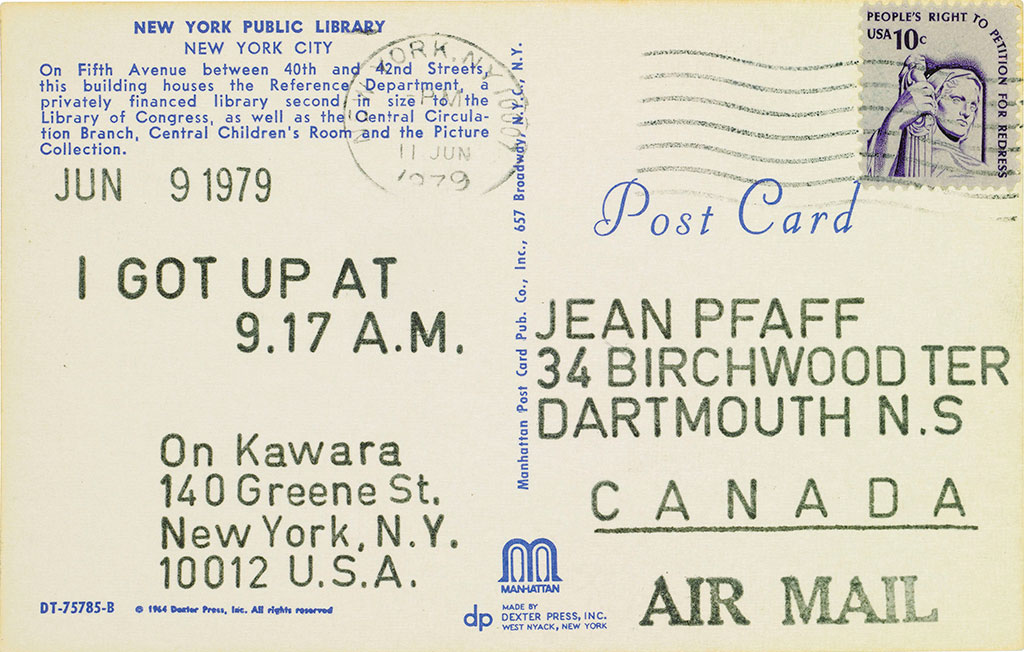 NEW YORK PUBLIC LIBRARY
NEW YORK CITY
On Fifth Avenue between 40th and 42nd Streets,
this building houses the Reference Department, a
privately financed library second in size to the
Library of Congress, as well as the Central Circula-
tion Branch, Central Children's Room and the Picture
Collection.
JUN 9 1979
I GOT UP AT
9.17 A.M.
On Kawara
140 Greene St.
New York, N.Y.
10012 U.S.A.
DT-75785-B © 1964 Dexter Press, Inc. All rights reserved
NEW YORK, N.Y.
PM
11 JUN
1979
Manhattan Post Card Pub. Co., Inc., 657 Broadway, N.Y.C., N.Y.
PEOPLE'S RIGHT TO PETITION FOR REDRESS
USA 10c
Post Card
JEAN PFAFF
34 BIRCHWOOD TER
DARTMOUTH N.S
CANADA
AIR MAIL
MAN-HATTAN
dp
MADE BY
DEXTER PRESS, INC.
WEST NYACK, NEW YORK